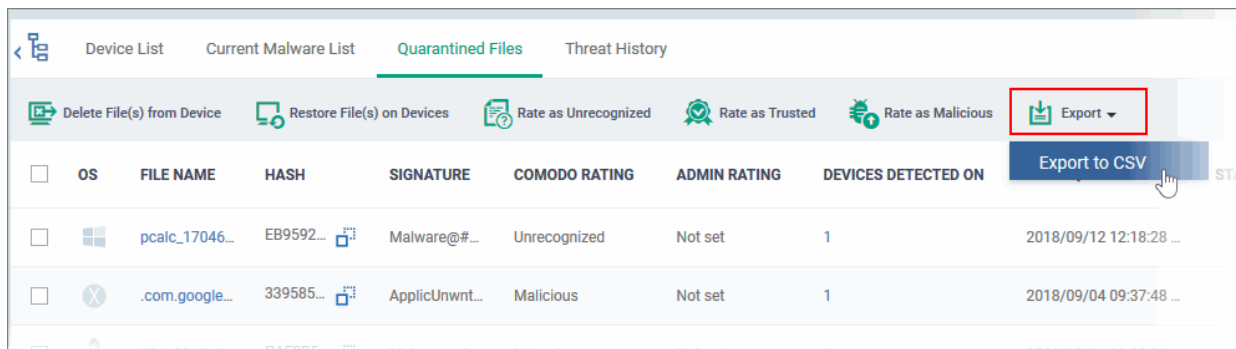 Device List Current Malware List Quarantined Files Threat History
Delete File(s) from Device Restore File(s) on Devices Rate as Unrecognized Rate as Trusted Rate as Malicious Export
Export to CSV
OS FILE NAME HASH SIGNATURE COMODO RATING ADMIN RATING DEVICES DETECTED ON STA
pcalc_17046... EB9592... Malware@#... Unrecognized Not set 1 2018/09/12 12:18:28 ...
.com.google... 339585... ApplicUnwnt... Malicious Not set 1 2018/09/04 09:37:48 ...